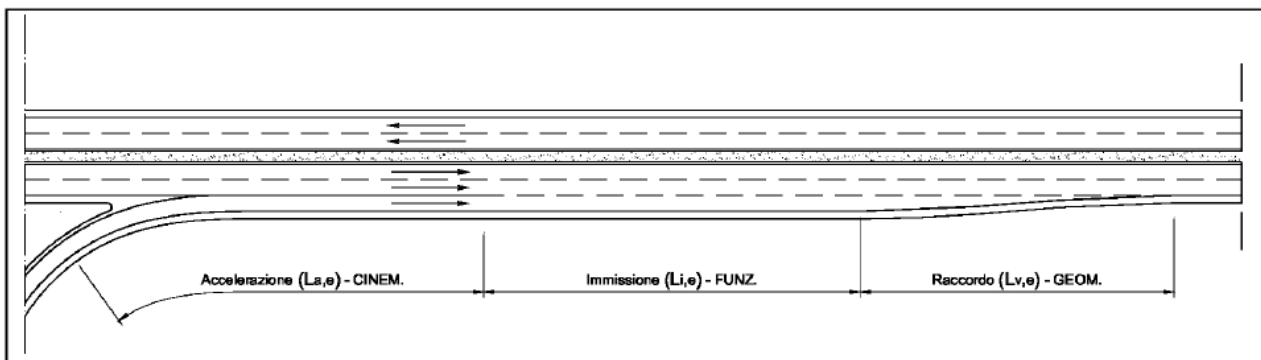 Accelerazione (La,e) - CINEM.
Immissione (Li,e) - FUNZ.
Raccordo (Lv,e) - GEOM.